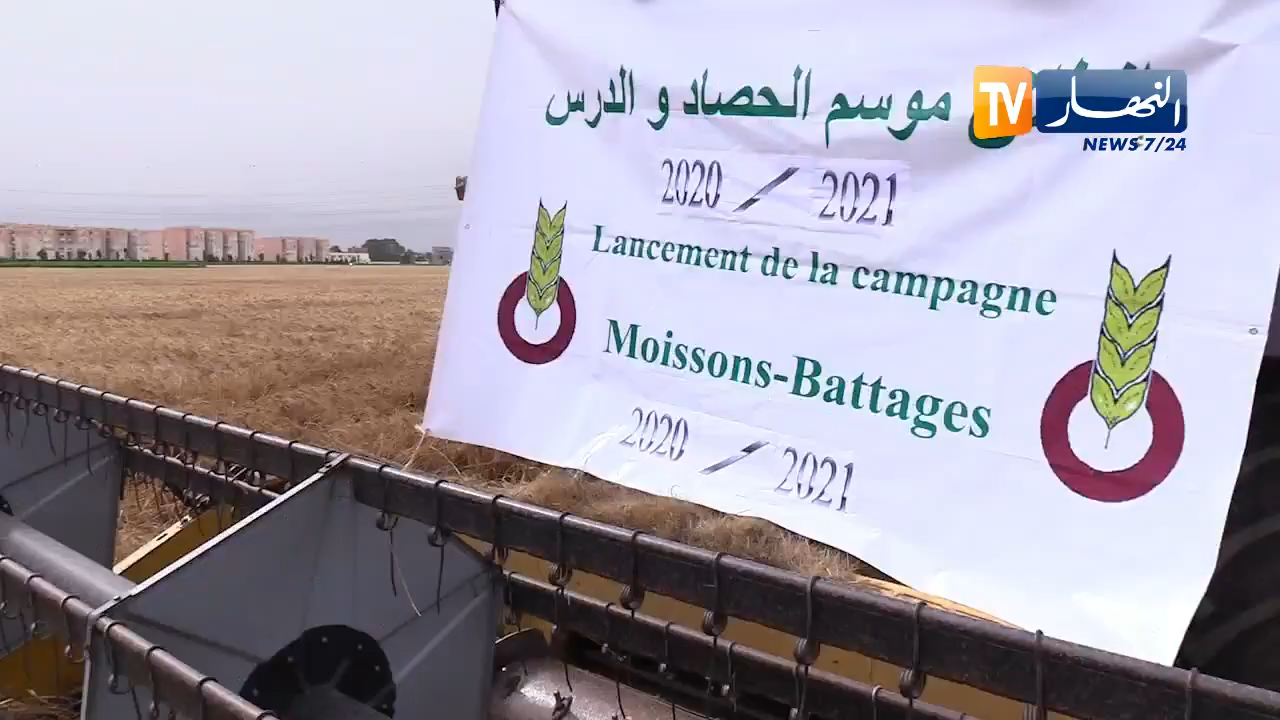 موسم الحصاد و الدرس
2020 / 2021
Lancement de la campagne
Moissons-Battages
2020 / 2021
TV النهار
NEWS 7/24